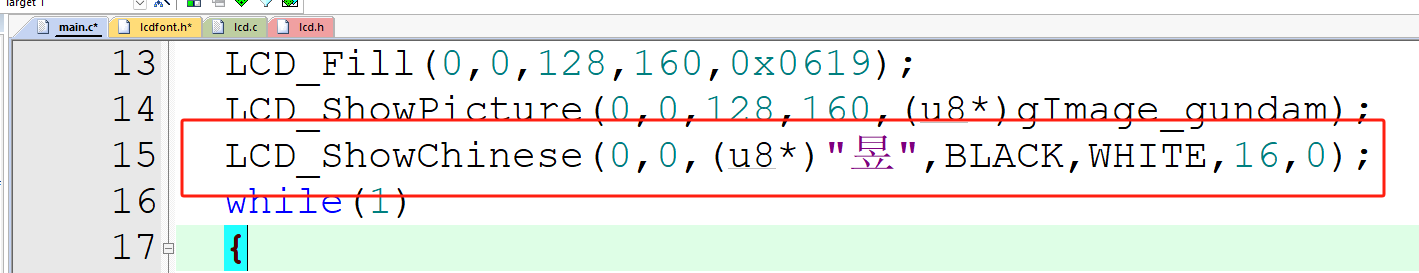 Target 1
main.c* lcdfont.h* lcd.c lcd.h
13 LCD_Fill(0,0,128,160,0x0619);
14 LCD_ShowPicture(0,0,128,160,(u8*)gImage_gundam);
15 LCD_ShowChinese(0,0,(u8*)"昱",BLACK,WHITE,16,0);
16 while(1)
17 {